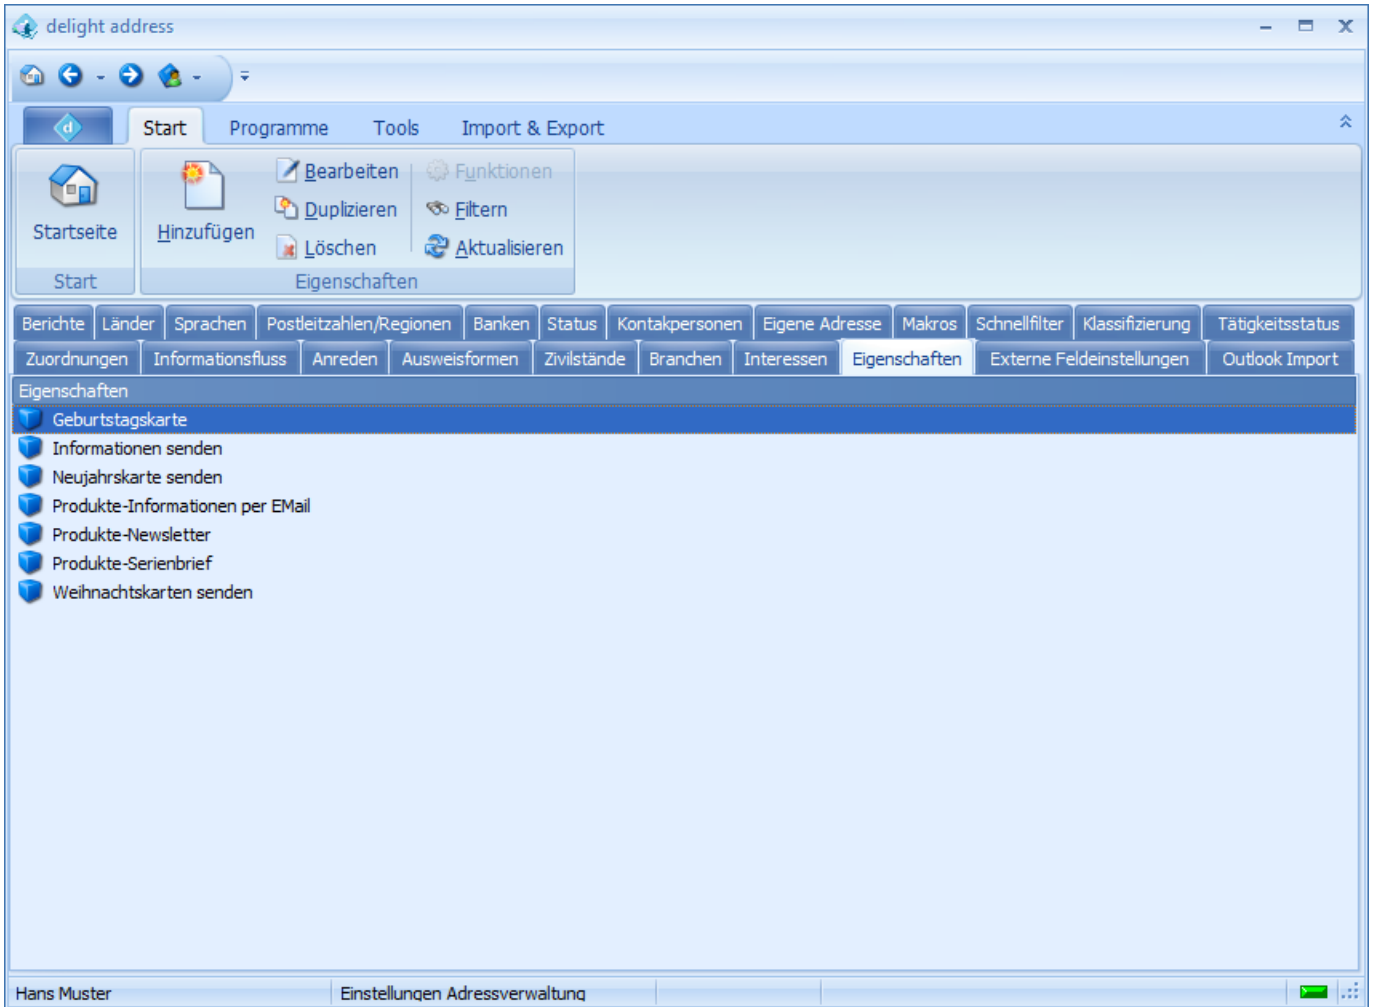 delight address
Start Programme Tools Import & Export
Startseite
Hinzufügen
Bearbeiten
Duplizieren
Löschen
Funktionen
Filtern
Aktualisieren
Start Eigenschaften
Berichte Länder Sprachen Postleitzahlen/Regionen Banken Status Kontakpersonen Eigene Adresse Makros Schnellfilter Klassifizierung Tätigkeitsstatus
Zuordnungen Informationsfluss Anreden Ausweisformen Zivilstände Branchen Interessen Eigenschaften Externe Feldeinstellungen Outlook Import
Eigenschaften
Geburtstagskarte
Informationen senden
Neujahrskarte senden
Produkte-Informationen per EMail
Produkte-Newsletter
Produkte-Serienbrief
Weihnachtskarten senden
Hans Muster Einstellungen Adressverwaltung